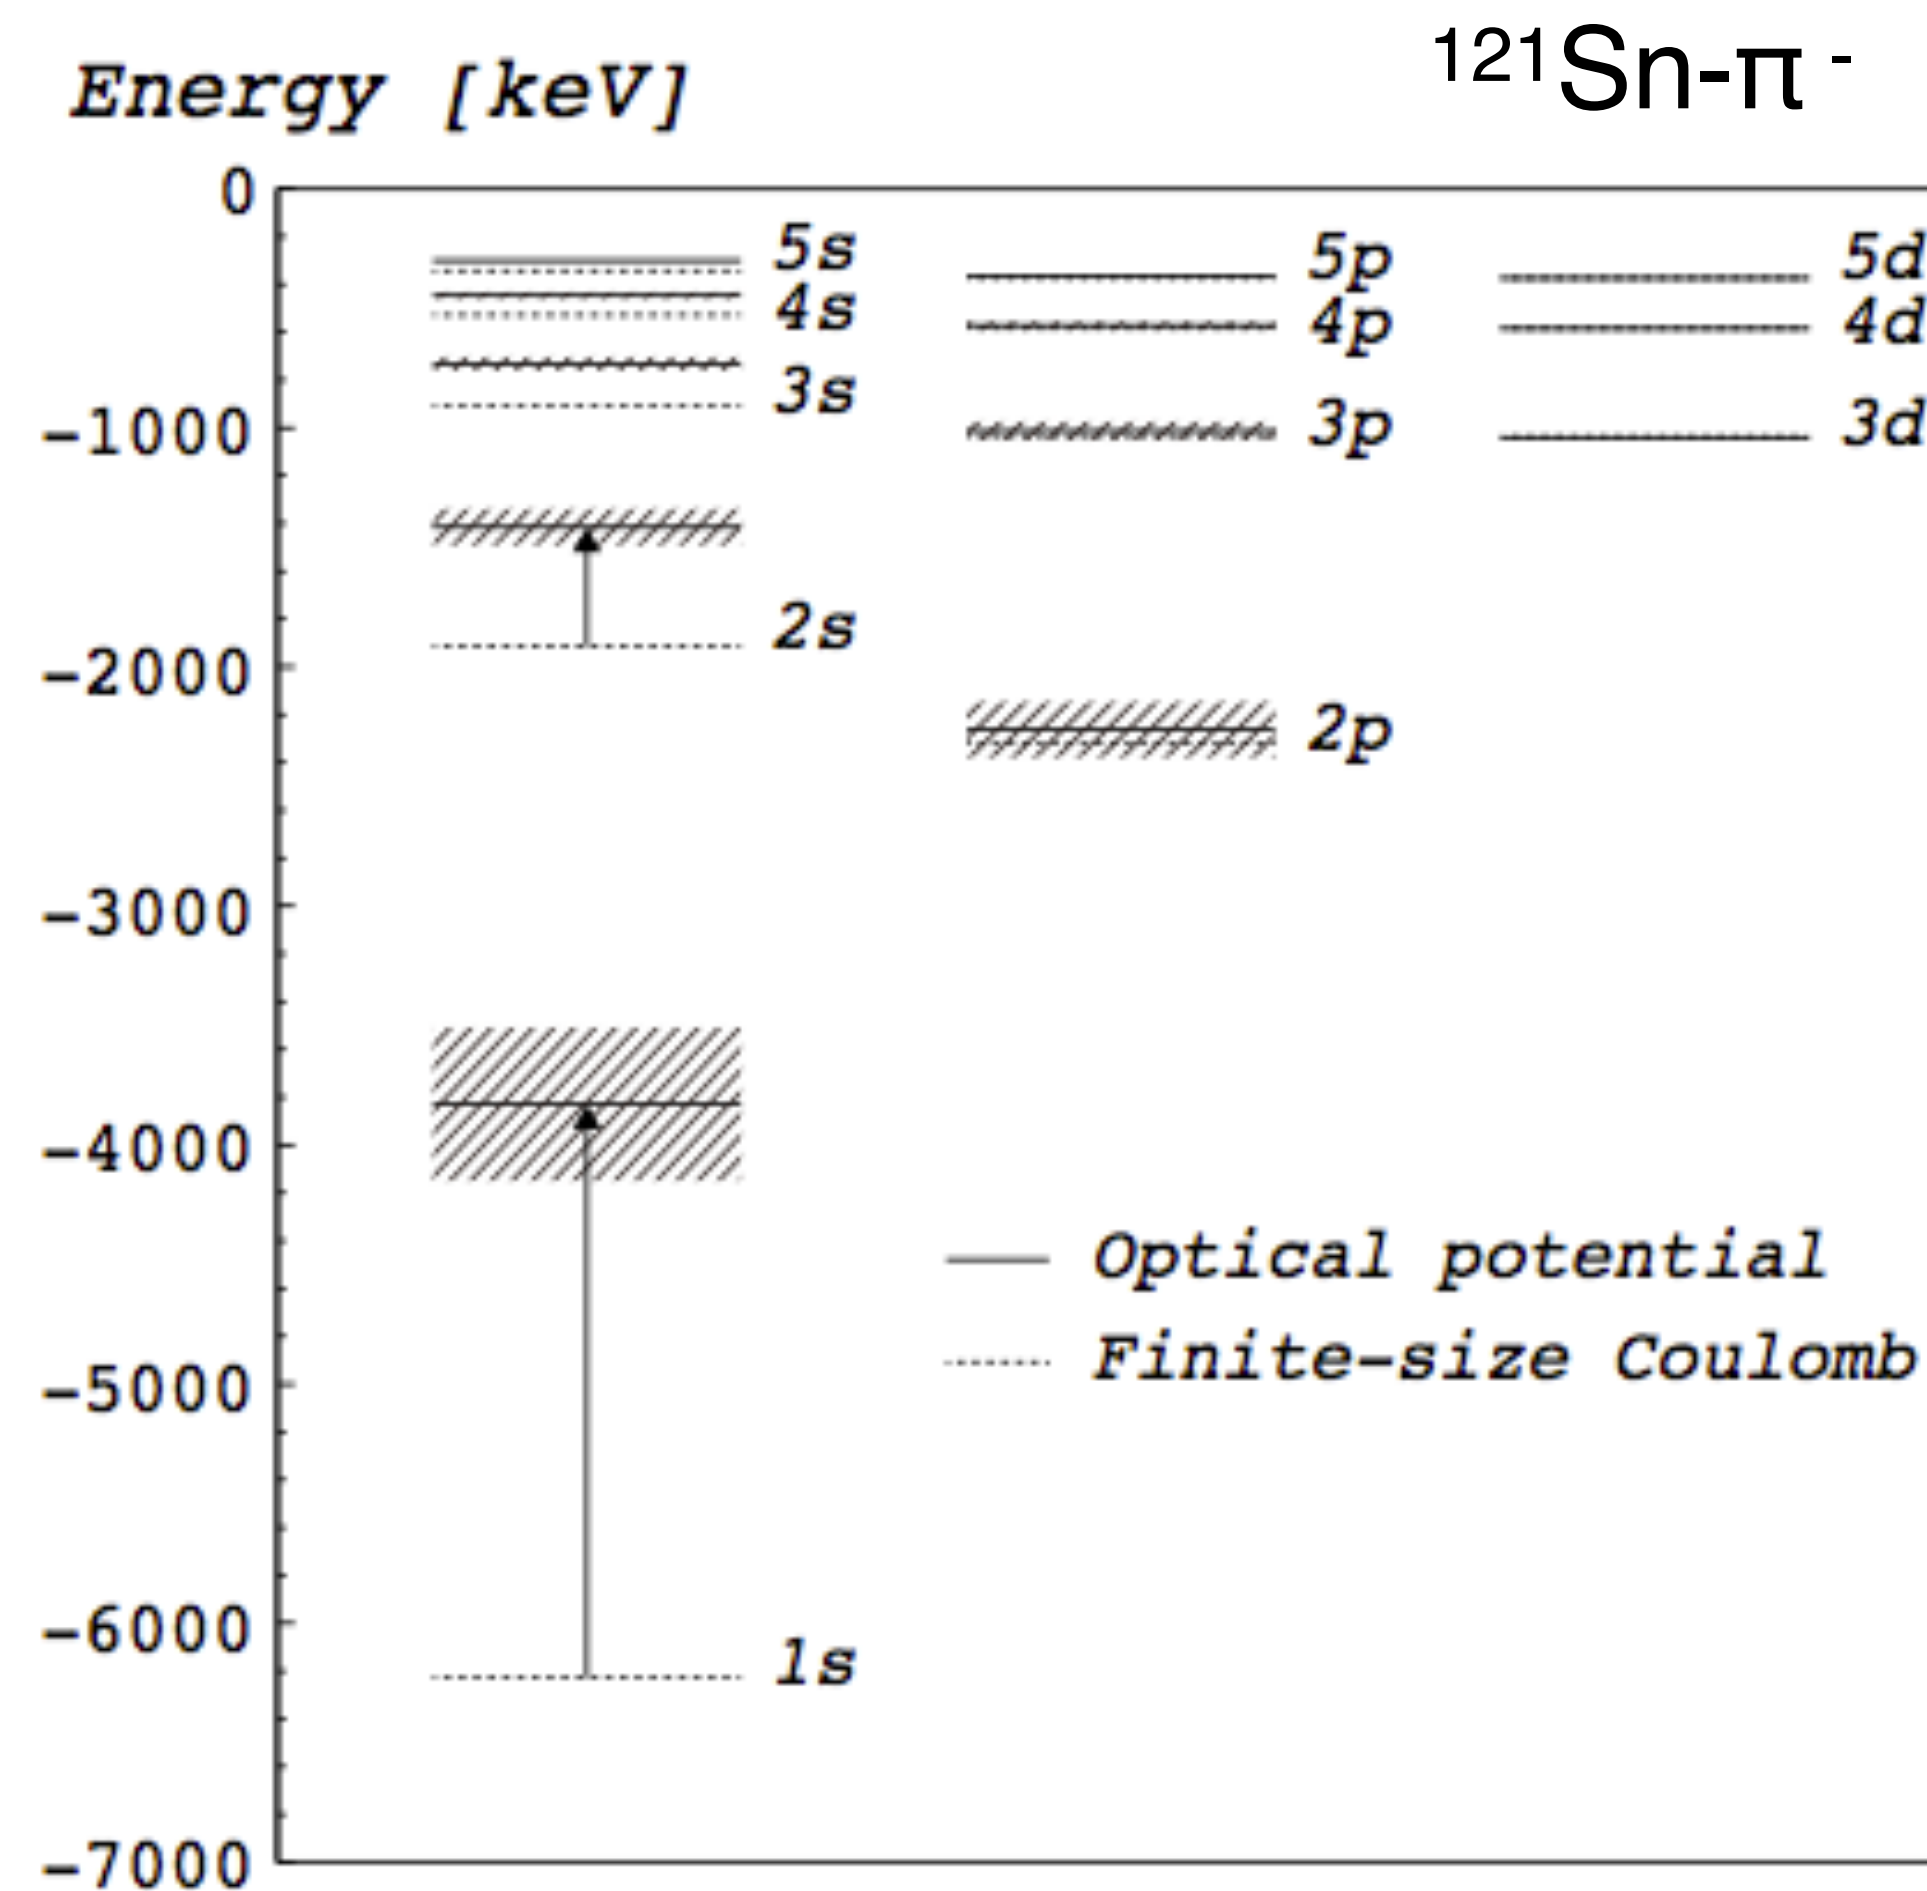 ¹²¹Sn-π⁻
Energy [keV]
0
5s
5p
5d
4s
4p
4d
3s
3p
3d
-1000
2s
-2000
2p
-3000
-4000
Optical potential
Finite-size Coulomb
-5000
-6000
1s
-7000